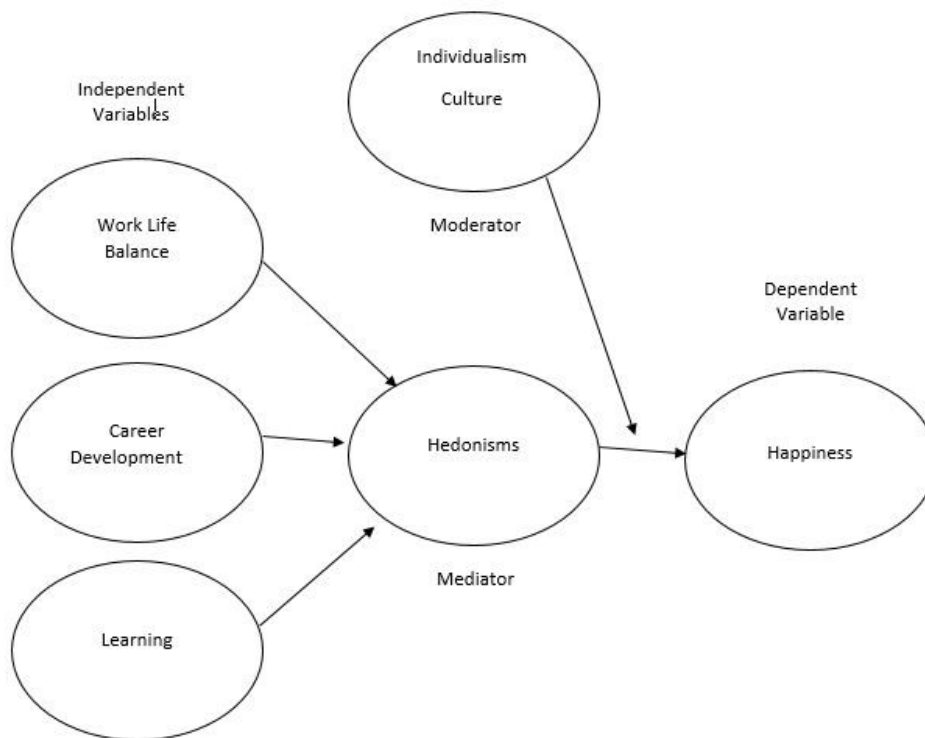 Individualism
Culture
Independent
Variables
Work Life
Balance
Moderator
Dependent
Variable
Career
Development
Hedonisms
Happiness
Mediator
Learning